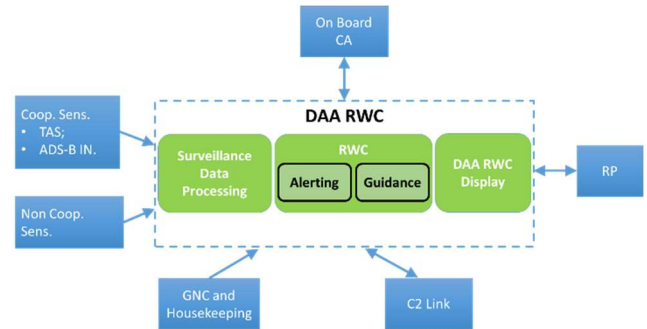 On Board
CA
Coop. Sens.
• TAS;
• ADS-B IN.
DAA RWC
Surveillance
Data
Processing
RWC
Alerting
Guidance
DAA RWC
Display
RP
Non Coop.
Sens.
GNC and
Housekeeping
C2 Link